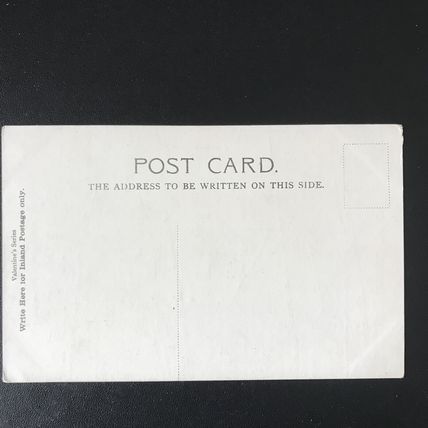 POST CARD.
THE ADDRESS TO BE WRITTEN ON THIS SIDE.
Valentine's Series
Write Here for Inland Postage only.